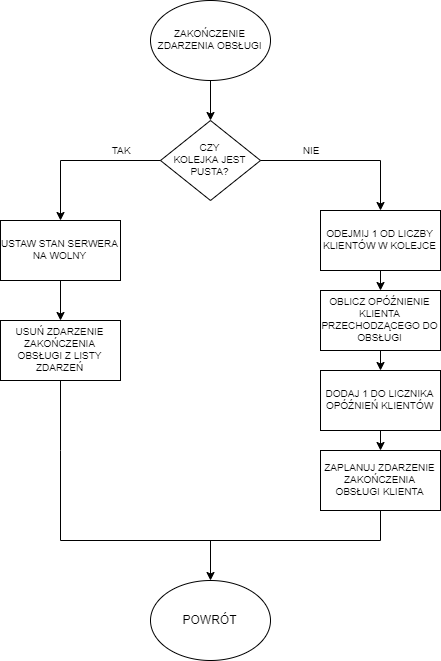 ZAKOŃCZENIE
ZDARZENIA OBSŁUGI
CZY
KOLEJKA JEST
PUSTA?
TAK
NIE
USTAW STAN SERWERA
NA WOLNY
USUŃ ZDARZENIE
ZAKOŃCZENIA
OBSŁUGI Z LISTY
ZDARZEŃ
ODEJMIJ 1 OD LICZBY
KLIENTÓW W KOLEJCE
OBLICZ OPÓŹNIENIE
KLIENTA
PRZECHODZĄCEGO DO
OBSŁUGI
DODAJ 1 DO LICZNIKA
OPÓŹNIEŃ KLIENTÓW
ZAPLANUJ ZDARZENIE
ZAKOŃCZENIA
OBSŁUGI KLIENTA
POWRÓT